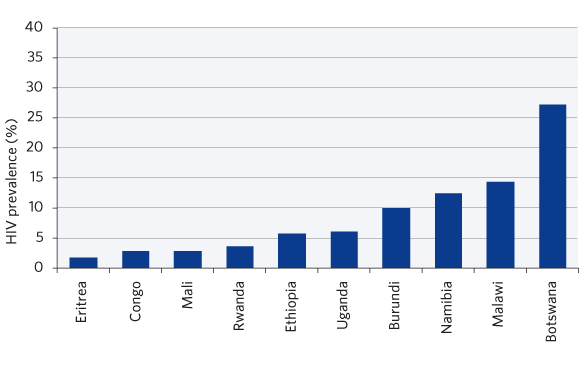 40
35
30
25
20
15
10
5
0
HIV prevalence (%)
Eritrea
Congo
Mali
Rwanda
Ethiopia
Uganda
Burundi
Namibia
Malawi
Botswana